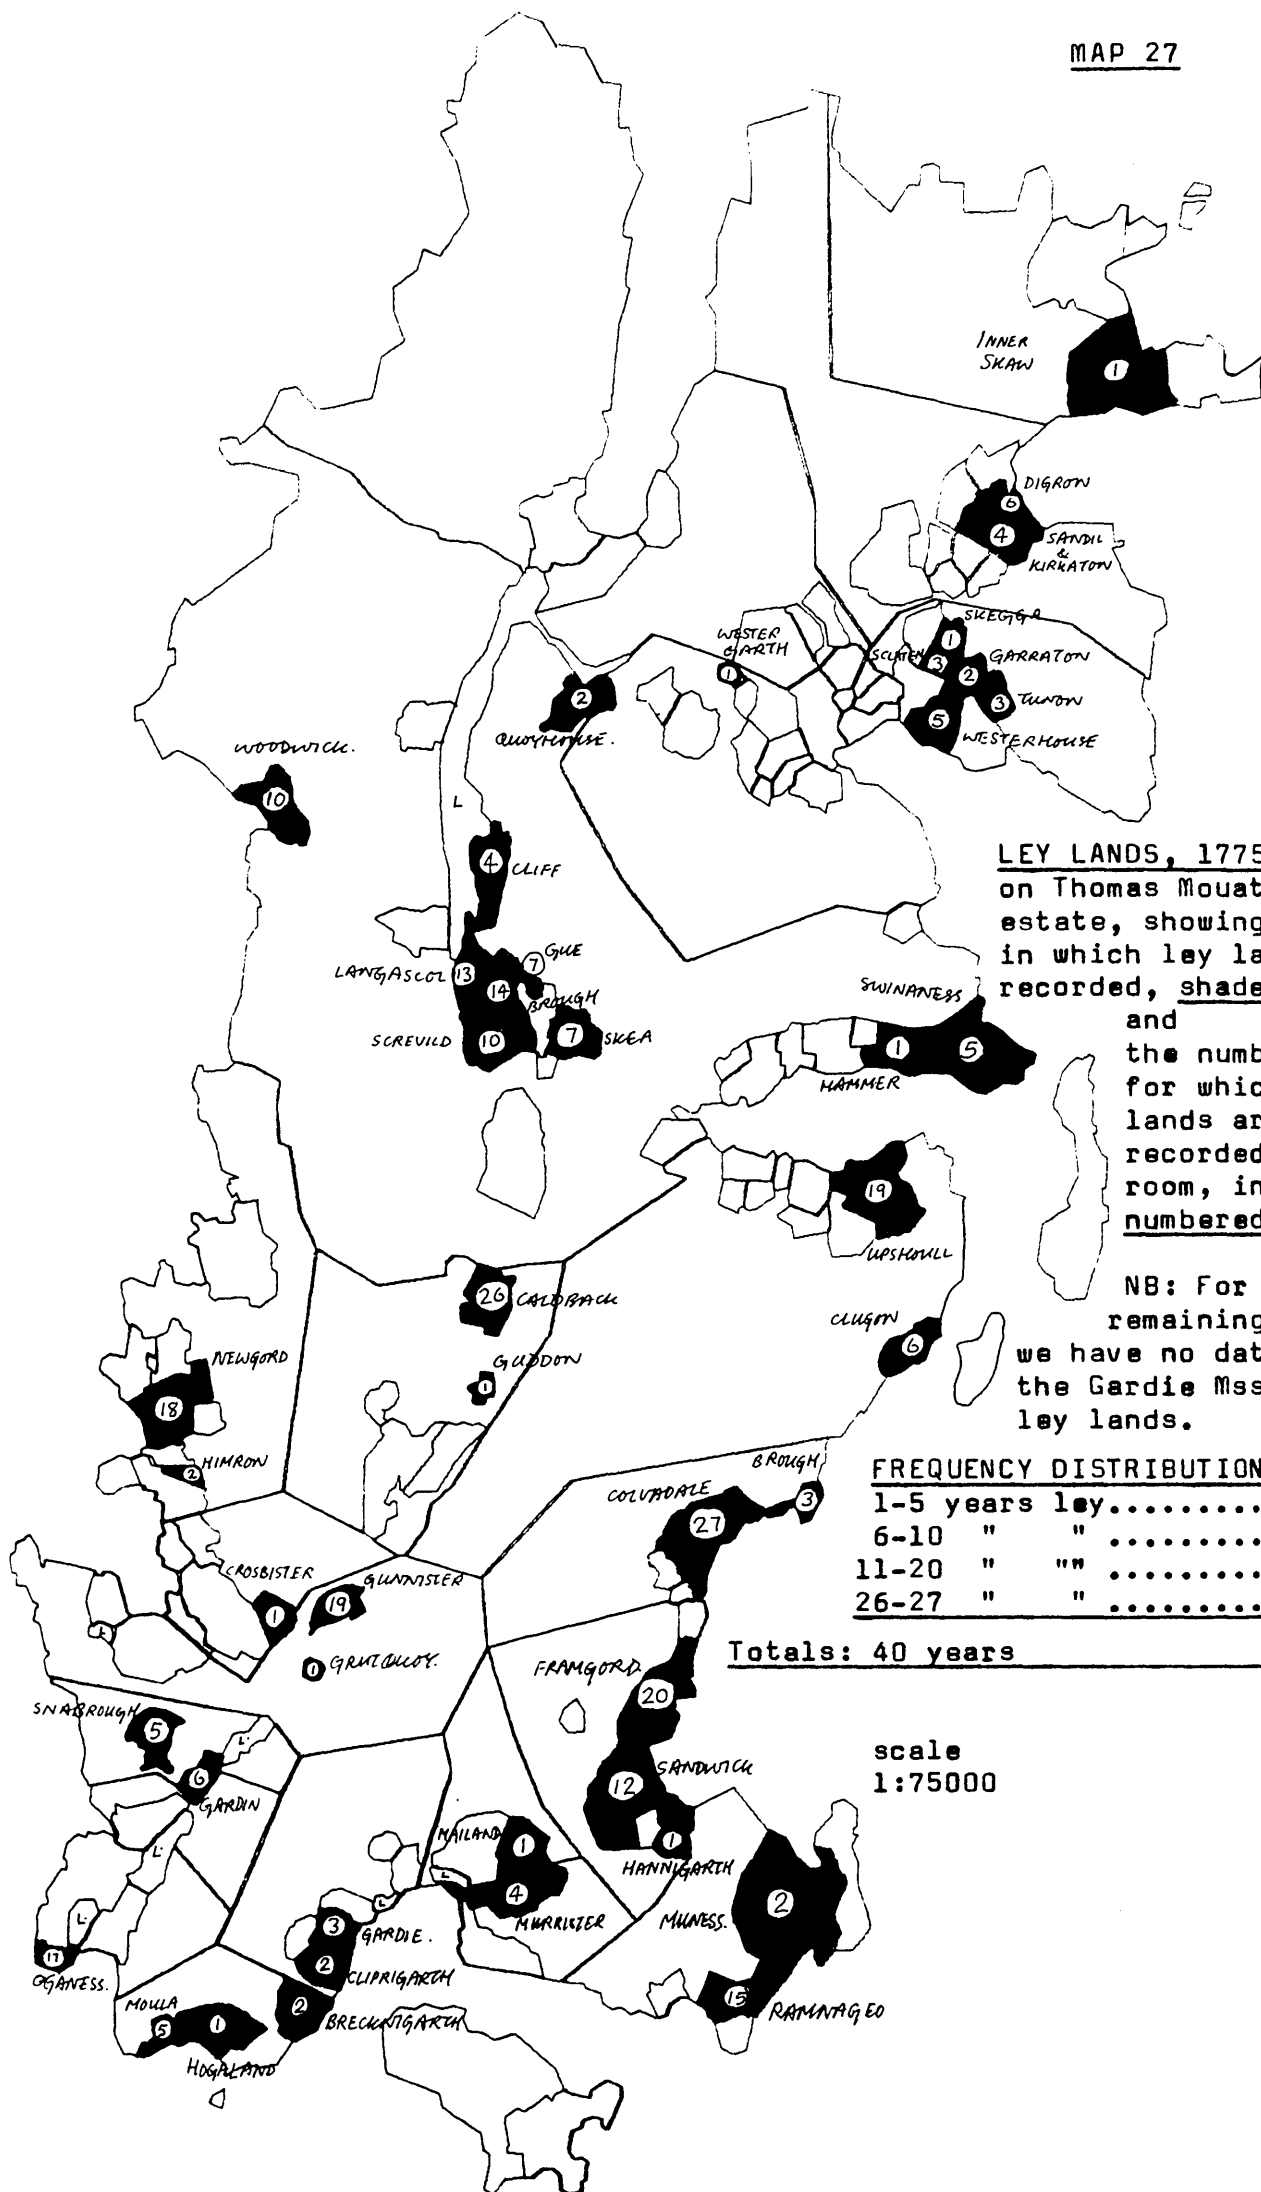 MAP 27
INNER
SKAW
1
DIGRON
6
4
SANDIL
&
KIRKATON
SKEGGA
1
WESTER
GARTH
1
SCLATEN
3
GARRATON
2
TUNON
3
5
WESTERHOUSE
2
QUOYHOUSE.
WOODWICK.
10
L
4
CLIFF
LEY LANDS, 1775
on Thomas Mouat
estate, showing
in which ley la
recorded, shade
and
the numb
for whic
lands ar
recorded
room, in
numbered
GUE
7
LANGASCOL
13
14
BROUGH
SCREVILD
10
7
SKEA
SWINANESS
1
5
HAMMER
19
UPSHOULL
26
CALDBACK
NB: For
remaining
we have no dat
the Gardie Mss
ley lands.
CLUGON
6
NEWGORD
18
GUDDON
1
HIMRON
2
BROUGH
3
COLVADALE
27
FREQUENCY DISTRIBUTION
1-5 years ley..........
6-10 " " ..........
11-20 " "" ..........
26-27 " " ..........
Totals: 40 years
CROSBISTER
1
GUNNISTER
19
L
1
GRUTQUOY.
FRAMGORD
20
SNABROUGH
5
L
6
GARDIN
SANDWICK
12
1
HANNIGARTH
scale
1:75000
MAILAND
1
L
4
MURRISTER
MUNESS.
2
L
L
L
3
GARDIE.
2
CLIPRIGARTH
17
OGANESS.
MOULA
5
1
HOGALAND
2
BRECKNIGARTH
15
RAMNAGEO